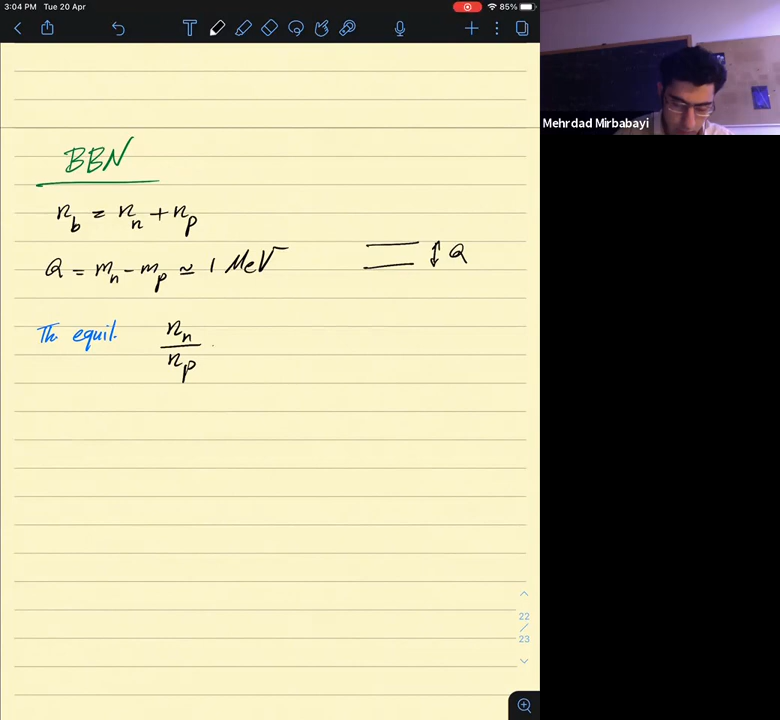 3:04 PM Tue 20 Apr 85%
T
Mehrdad Mirbabayi
BBN
n_b = n_n + n_p
Q = m_n - m_p ≃ 1 MeV
Q
Th equil. n_n / n_p
22
/
23